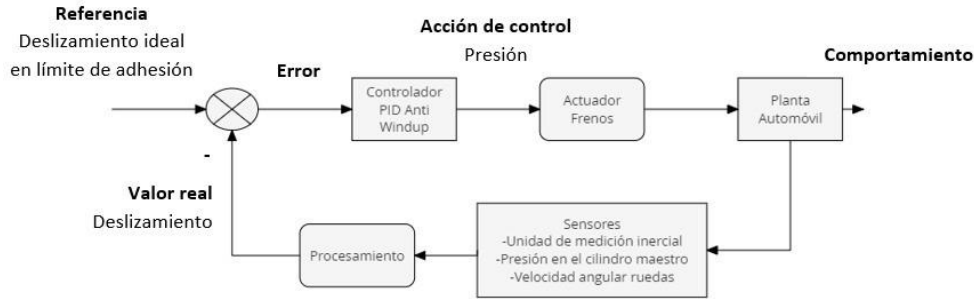 Referencia
Deslizamiento ideal
en límite de adhesión
Error
Acción de control
Presión
Comportamiento
Controlador
PID Anti
Windup
Actuador
Frenos
Planta
Automóvil
-
Valor real
Deslizamiento
Procesamiento
Sensores
-Unidad de medición inercial
-Presión en el cilindro maestro
-Velocidad angular ruedas